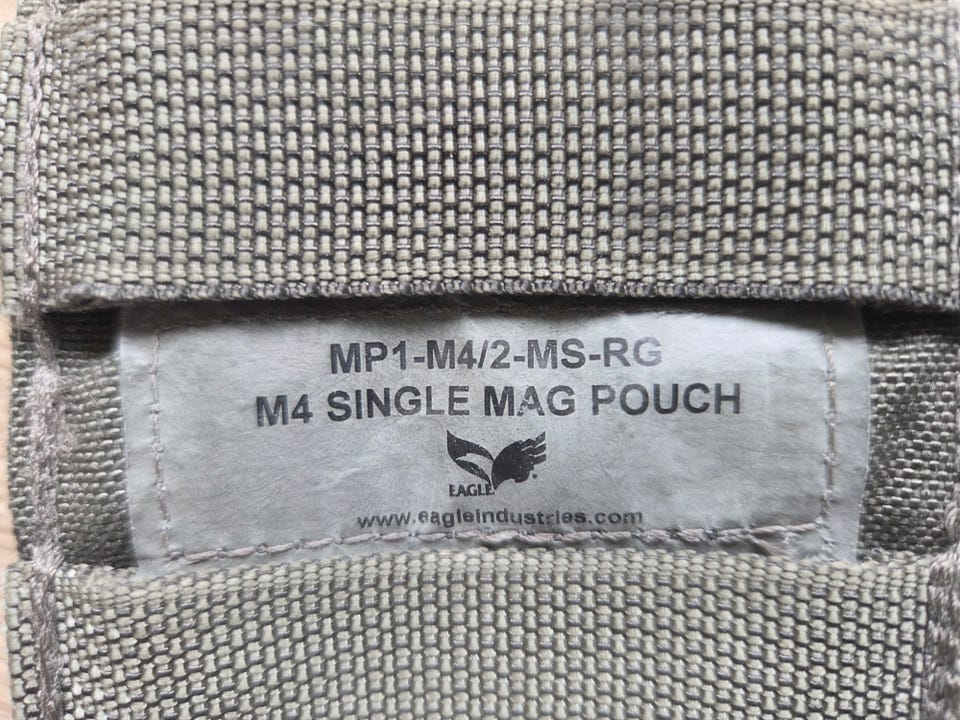 MP1-M4/2-MS-RG
M4 SINGLE MAG POUCH
EAGLE
www.eagleindustries.com